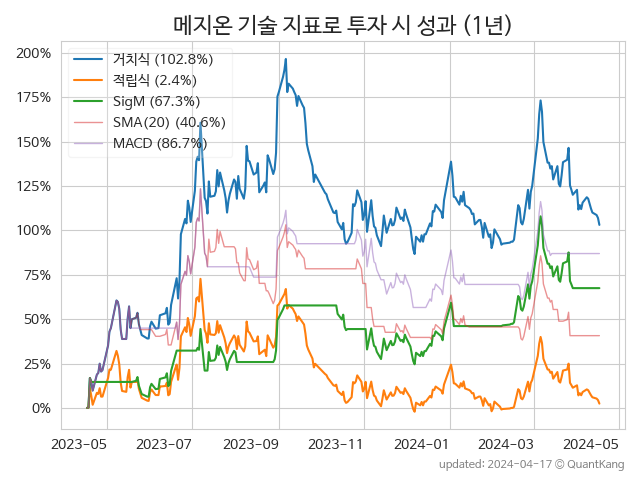 메지온 기술 지표로 투자 시 성과 (1년)
200%
175%
150%
125%
100%
75%
50%
25%
0%
거치식 (102.8%)
적립식 (2.4%)
SigM (67.3%)
SMA(20) (40.6%)
MACD (86.7%)
2023-05
2023-07
2023-09
2023-11
2024-01
2024-03
2024-05
updated: 2024-04-17 ⓒ QuantKang